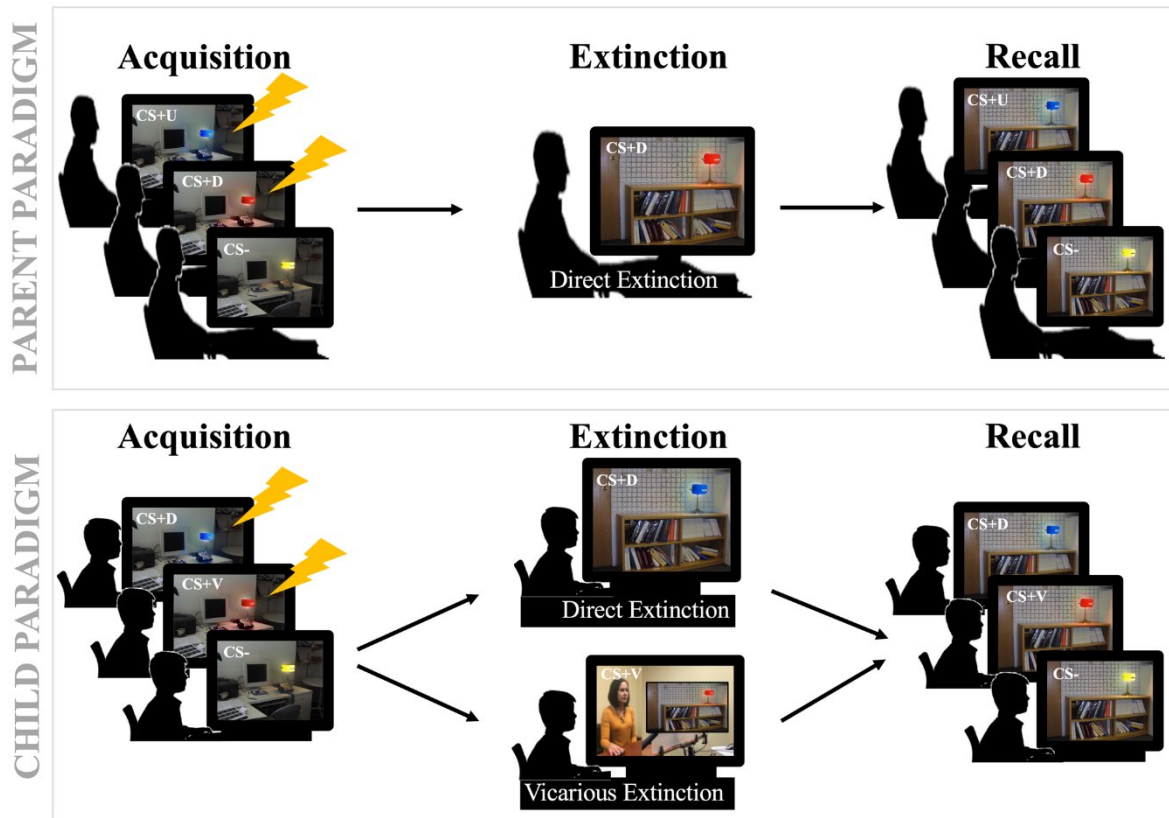 PARENT PARADIGM
Acquisition
Extinction
Recall
CS+U
CS+D
CS-
CS+D
Direct Extinction
CS+U
CS+D
CS-
CHILD PARADIGM
Acquisition
Extinction
Recall
CS+D
CS+V
CS-
CS+D
Direct Extinction
CS+V
Vicarious Extinction
CS+D
CS+V
CS-